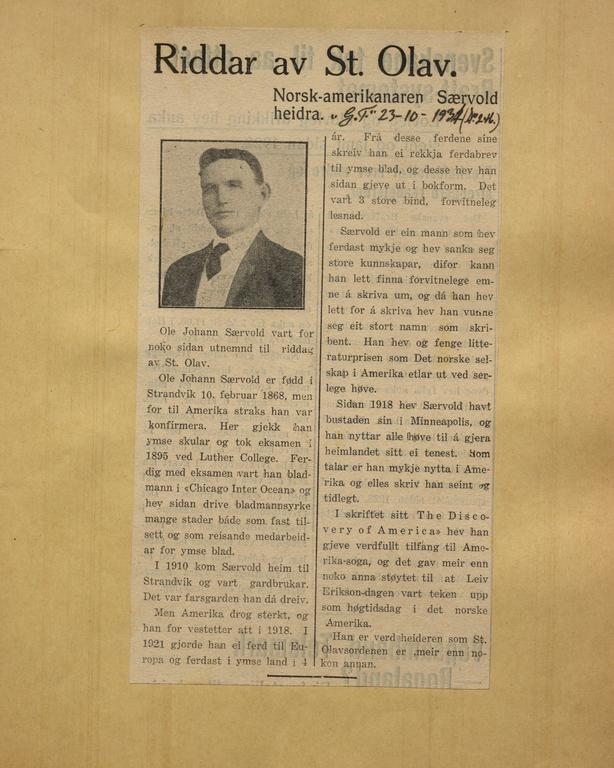 Riddar av St. Olav.
Norsk-amerikanaren Særvold
heidra. "G.T." 23-10-1934
Ole Johann Særvold vart for
noko sidan utnemnd til riddar
av St. Olav.
Ole Johann Særvold er fødd i
Strandvik 10. februar 1868, men
for til Amerika straks han var
konfirmera. Her gjekk han
ymse skular og tok eksamen i
1895 ved Luther College. Fer-
dig med eksamen vart han blad-
mann i «Chicago Inter Ocean» og
hev sidan drive bladmannsyrke
mange stader både som fast til-
sett og som reisande medarbeid-
ar for ymse blad.
I 1910 kom Særvold heim til
Strandvik og vart gardbrukar.
Det var farsgarden han då dreiv.
Men Amerika drog sterkt, og
han for vestetter att i 1918. I
1921 gjorde han ei ferd til Eu-
ropa og ferdast i ymse land i 4
år. Frå desse ferdene sine
skreiv han ei rekkja ferdabrev
til ymse blad, og desse hev han
sidan gjeve ut i bokform. Det
vart 3 store bind, forvitneleg
lesnad.
Særvold er ein mann som hev
ferdast mykje og hev sanka seg
store kunnskapar, difor kann
han lett finna forvitnelege em-
ne å skriva um, og då han hev
lett for å skriva hev han vunne
seg eit stort namn som skri-
bent. Han hev og fenge litte-
raturprisen som Det norske sel-
skap i Amerika etlar ut ved sér-
lege høve.
Sidan 1918 hev Særvold havt
bustaden sin i Minneapolis, og
han nyttar alle høve til å gjera
heimlandet sitt ei tenest. Som
talar er han mykje nytta i Ame-
rika og elles skriv han seint og
tidlegt.
I skriftet sitt The Disco-
very of America» hev han
gjeve verdfullt tilfang til Ame-
rika-soga, og det gav meir enn
noko anna støytet til at Leiv
Erikson-dagen vart teken upp
som høgtidsdag i det norske
Amerika.
Han er verd heideren som St.
Olavsordenen er meir enn no-
kon annan.